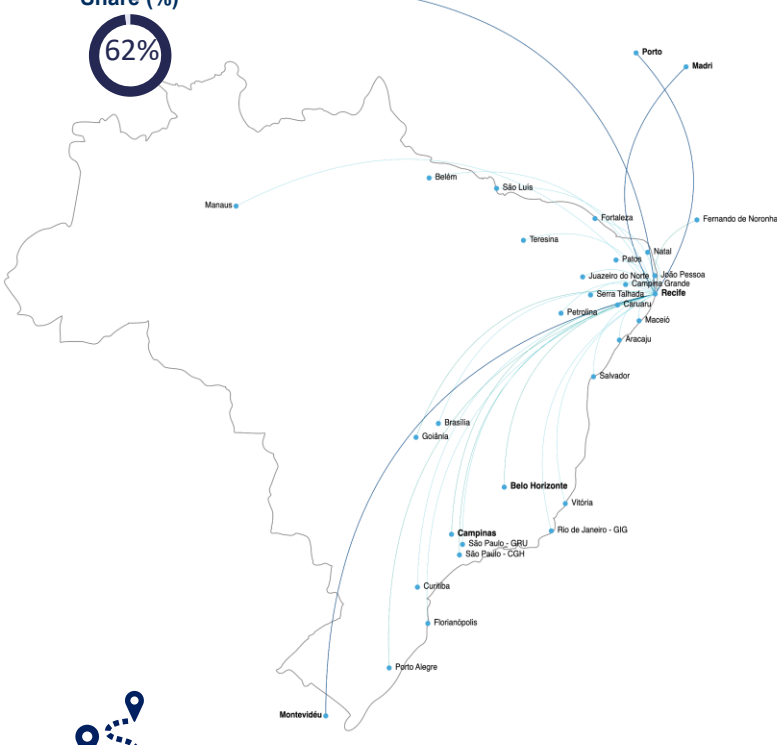 Share (%)
62%
Porto
Madri
Belém
São Luis
Manaus
Fortaleza
Fernando de Noronha
Teresina
Natal
Patos
Juazeiro do Norte
João Pessoa
Campina Grande
Serra Talhada
Recife
Caruaru
Petrolina
Maceió
Aracaju
Salvador
Brasília
Goiânia
Belo Horizonte
Vitória
Campinas
Rio de Janeiro - GIG
São Paulo - GRU
São Paulo - CGH
Curitiba
Florianópolis
Porto Alegre
Montevidéu